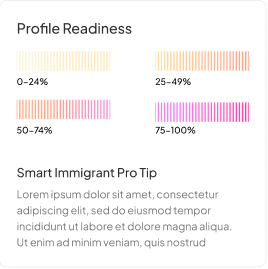 Profile Readiness
0-24%
25-49%
50-74%
75-100%
Smart Immigrant Pro Tip
Lorem ipsum dolor sit amet, consectetur
adipiscing elit, sed do eiusmod tempor
incididunt ut labore et dolore magna aliqua.
Ut enim ad minim veniam, quis nostrud